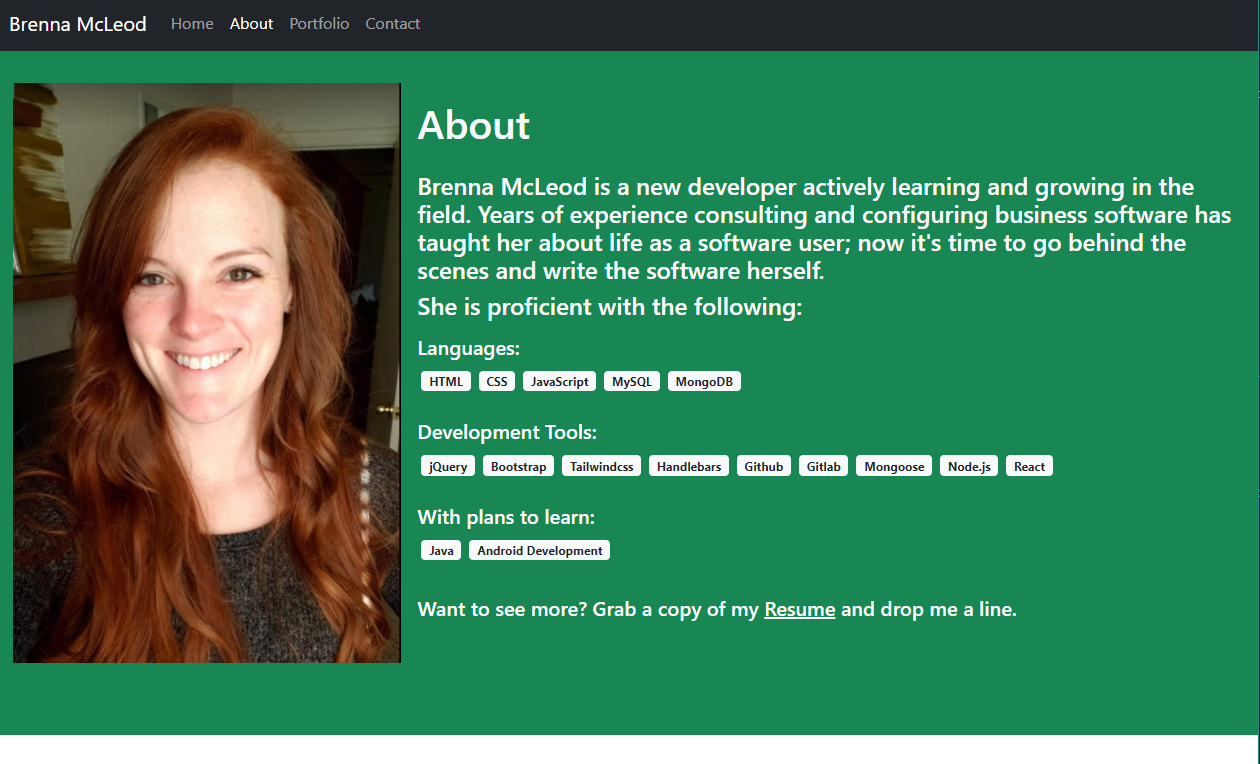 Brenna McLeod Home About Portfolio Contact
About
Brenna McLeod is a new developer actively learning and growing in the
field. Years of experience consulting and configuring business software has
taught her about life as a software user; now it's time to go behind the
scenes and write the software herself.
She is proficient with the following:
Languages:
HTML CSS JavaScript MySQL MongoDB
Development Tools:
jQuery Bootstrap Tailwindcss Handlebars Github Gitlab Mongoose Node.js React
With plans to learn:
Java Android Development
Want to see more? Grab a copy of my Resume and drop me a line.